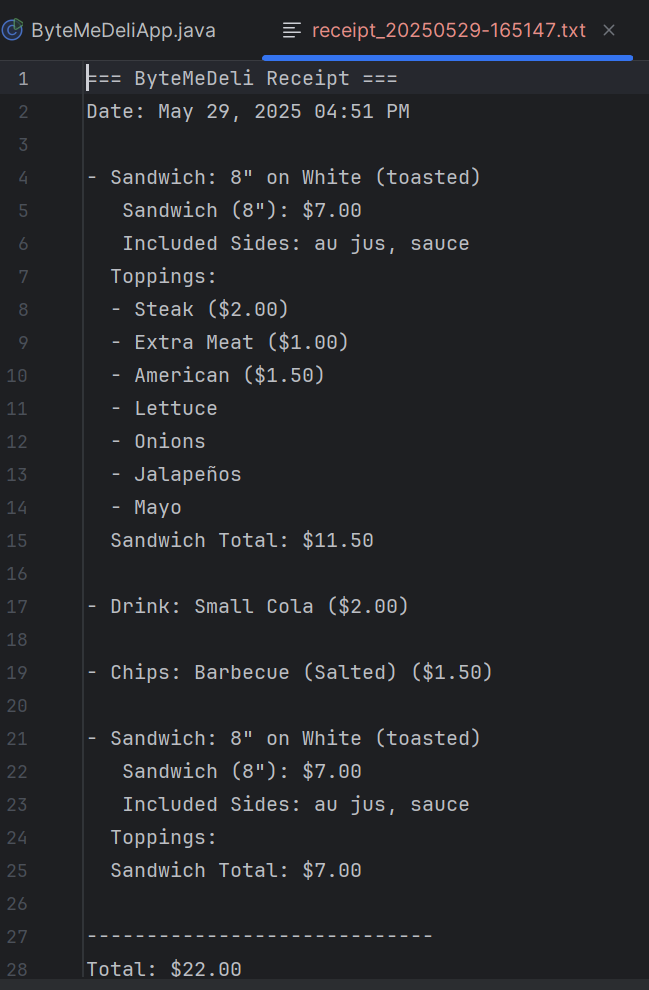 ByteMeDeliApp.java
receipt_20250529-165147.txt
1 === ByteMeDeli Receipt ===
2 Date: May 29, 2025 04:51 PM
3
4 - Sandwich: 8" on White (toasted)
5 Sandwich (8"): $7.00
6 Included Sides: au jus, sauce
7 Toppings:
8 - Steak ($2.00)
9 - Extra Meat ($1.00)
10 - American ($1.50)
11 - Lettuce
12 - Onions
13 - Jalapeños
14 - Mayo
15 Sandwich Total: $11.50
16
17 - Drink: Small Cola ($2.00)
18
19 - Chips: Barbecue (Salted) ($1.50)
20
21 - Sandwich: 8" on White (toasted)
22 Sandwich (8"): $7.00
23 Included Sides: au jus, sauce
24 Toppings:
25 Sandwich Total: $7.00
26
27 -----------------------------
28 Total: $22.00